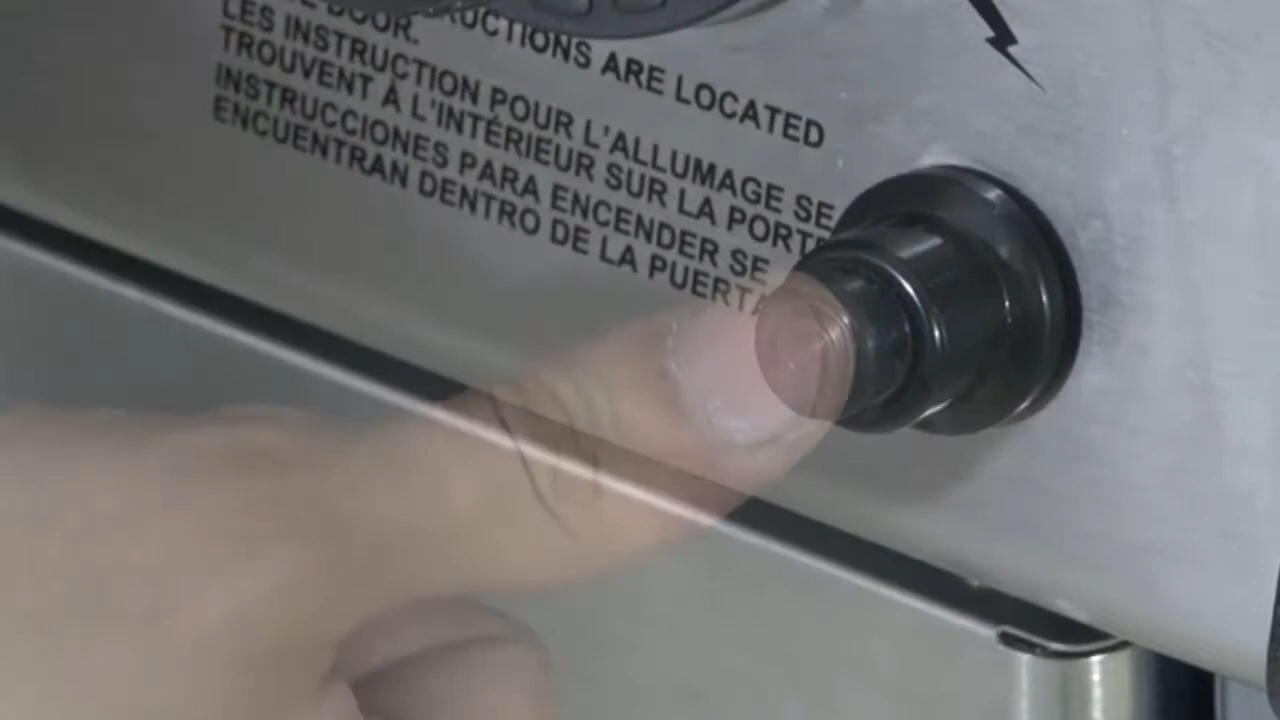 ARE LOCATED
DOOR.
LES INSTRUCTION POUR L'ALLUMAGE SE
TROUVENT À L'INTÉRIEUR SUR LA PORTE
INSTRUCCIONES PARA ENCENDER SE
ENCUENTRAN DENTRO DE LA PUERTA